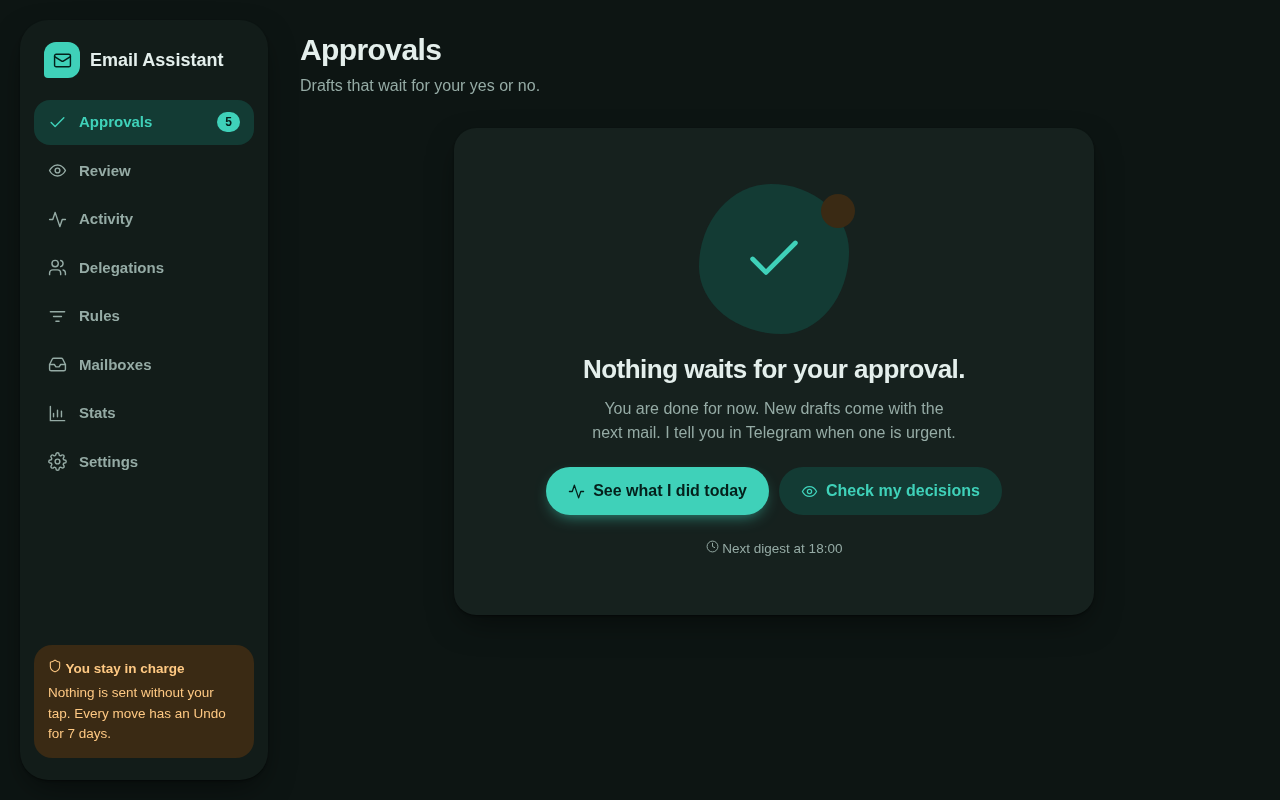 Email Assistant
Approvals 5
Review
Activity
Delegations
Rules
Mailboxes
Stats
Settings
You stay in charge
Nothing is sent without your
tap. Every move has an Undo
for 7 days.
Approvals
Drafts that wait for your yes or no.
Nothing waits for your approval.
You are done for now. New drafts come with the
next mail. I tell you in Telegram when one is urgent.
See what I did today
Check my decisions
Next digest at 18:00